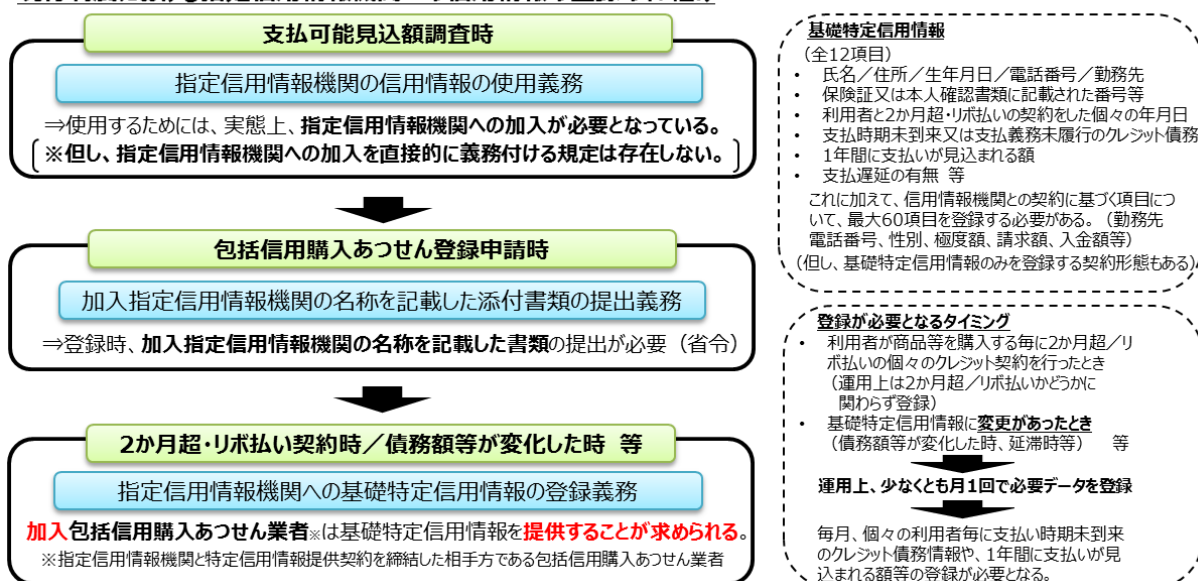 支払可能見込額調査時
指定信用情報機関の信用情報の使用義務
⇒使用するためには、実態上、指定信用情報機関への加入が必要となっている。
※但し、指定信用情報機関への加入を直接的に義務付ける規定は存在しない。
包括信用購入あつせん登録申請時
加入指定信用情報機関の名称を記載した添付書類の提出義務
⇒登録時、加入指定信用情報機関の名称を記載した書類の提出が必要（省令）
2か月超・リボ払い契約時／債務額等が変化した時 等
指定信用情報機関への基礎特定信用情報の登録義務
加入包括信用購入あつせん業者※は基礎特定信用情報を提供することが求められる。
※指定信用情報機関と特定信用情報提供契約を締結した相手方である包括信用購入あつせん業者
基礎特定信用情報
（全12項目）
・ 氏名／住所／生年月日／電話番号／勤務先
・ 保険証又は本人確認書類に記載された番号等
・ 利用者と2か月超・リボ払いの契約をした個々の年月日
・ 支払時期未到来又は支払義務未履行のクレジット債務
・ 1年間に支払いが見込まれる額
・ 支払遅延の有無 等
これに加えて、信用情報機関との契約に基づく項目につ
いて、最大60項目を登録する必要がある。（勤務先
電話番号、性別、極度額、請求額、入金額等）
（但し、基礎特定信用情報のみを登録する契約形態もある）
登録が必要となるタイミング
・ 利用者が商品等を購入する毎に2か月超／リ
ボ払いの個々のクレジット契約を行ったとき
（運用上は2か月超／リボ払いかどうかに
関わらず登録）
・ 基礎特定信用情報に変更があったとき
（債務額等が変化した時、延滞時等） 等
運用上、少なくとも月1回で必要データを登録
毎月、個々の利用者毎に支払い時期未到来
のクレジット債務情報や、1年間に支払いが見
込まれる額等の登録が必要となる。